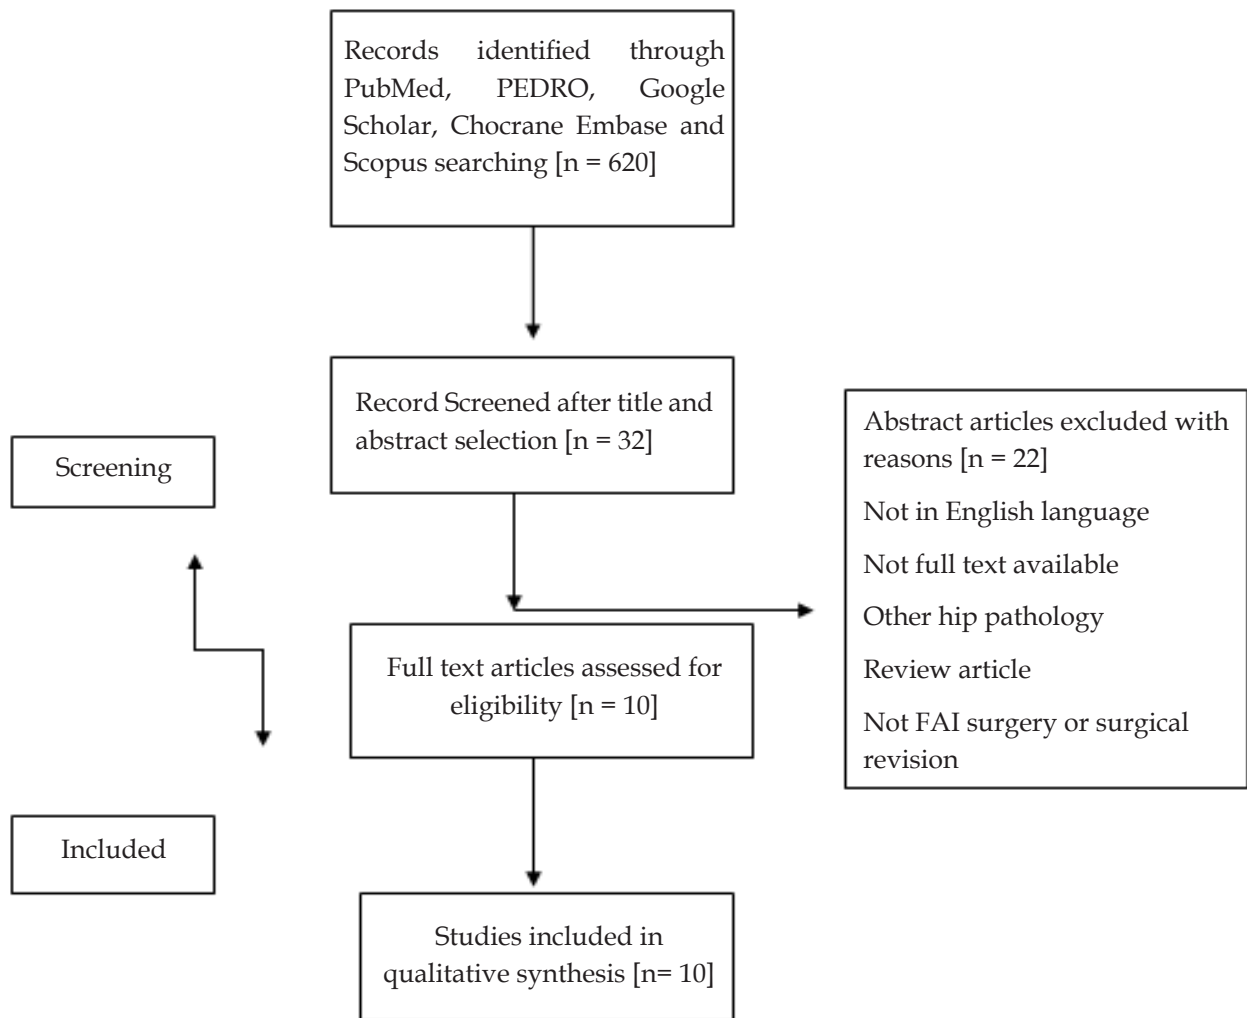 Records identified through
PubMed, PEDRO, Google
Scholar, Chocrane Embase and
Scopus searching [n = 620]
Record Screened after title and
abstract selection [n = 32]
Screening
Abstract articles excluded with
reasons [n = 22]
Not in English language
Not full text available
Other hip pathology
Review article
Not FAI surgery or surgical
revision
Full text articles assessed for
eligibility [n = 10]
Included
Studies included in
qualitative synthesis [n= 10]